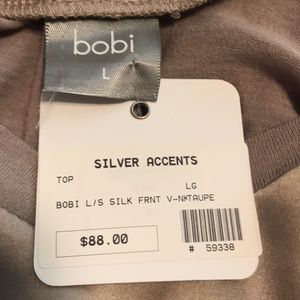 bobi
L
SILVER ACCENTS
TOP
LG
BOBI L/S SILK FRNT V-NKTAUPE
$88.00
# 59338